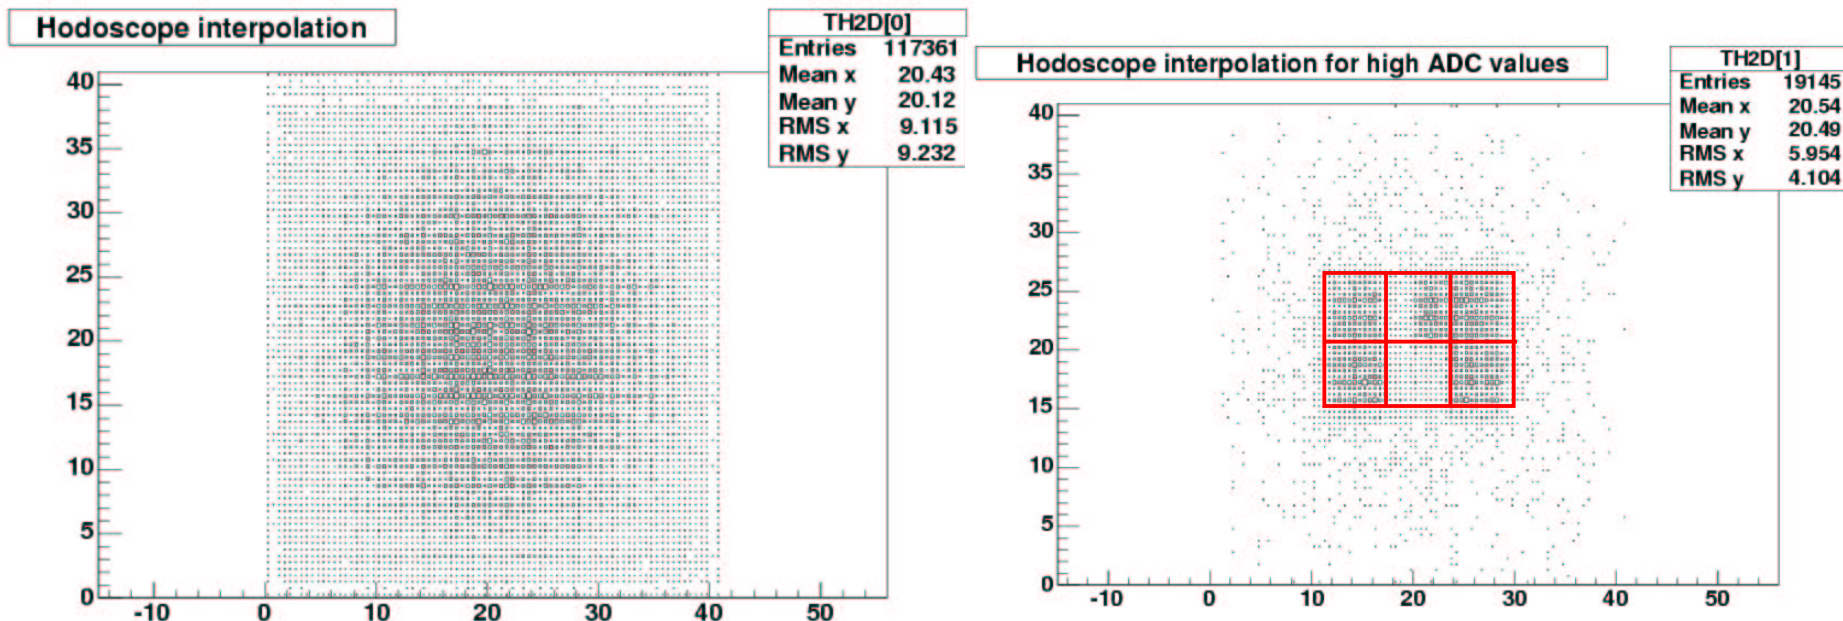 Hodoscope interpolation
TH2D[0]
Entries 117361
Mean x 20.43
Mean y 20.12
RMS x 9.115
RMS y 9.232
40
35
30
25
20
15
10
5
0
-10 0 10 20 30 40 50
Hodoscope interpolation for high ADC values
TH2D[1]
Entries 19145
Mean x 20.54
Mean y 20.49
RMS x 5.954
RMS y 4.104
40
35
30
25
20
15
10
5
0
-10 0 10 20 30 40 50